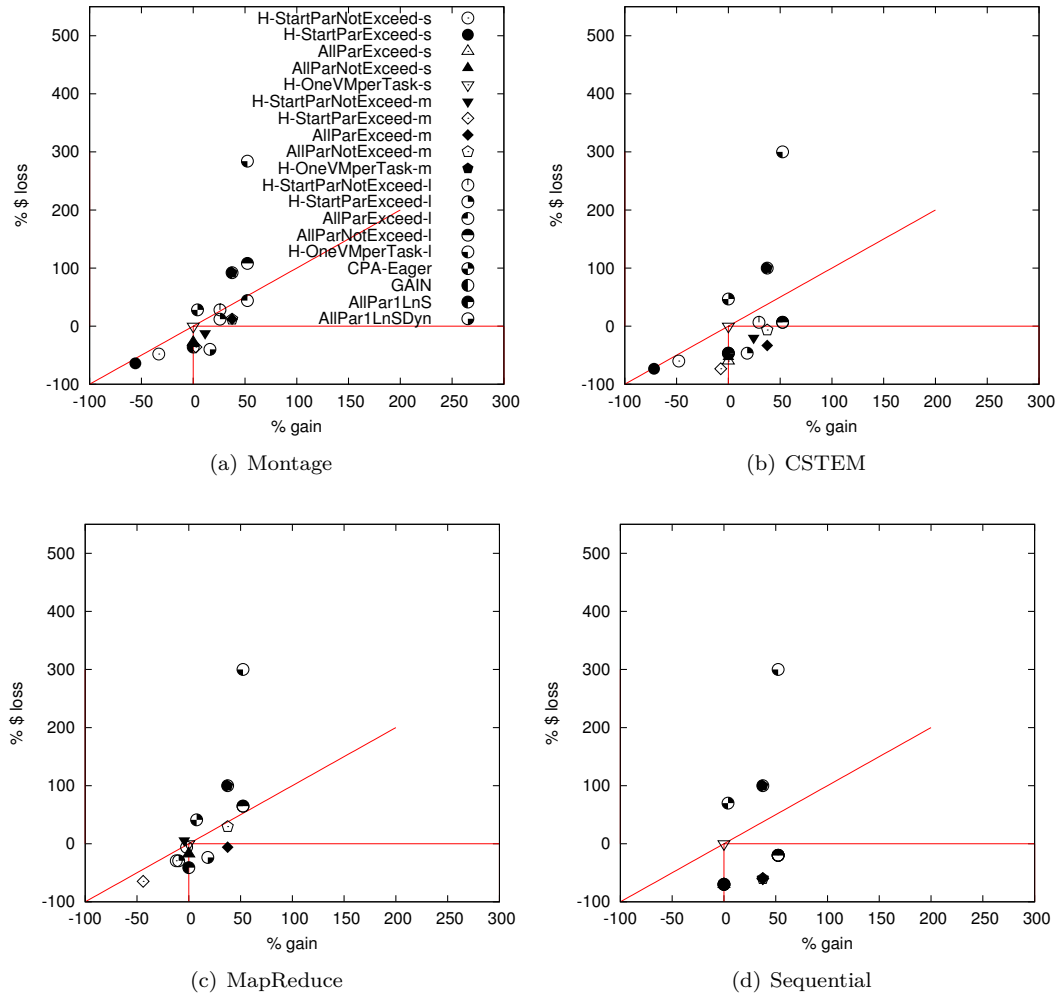 550
500
400
300
200
100
0
-100
-100
-50
0
50
100
150
200
250
300
% $ loss
% gain
H-StartParNotExceed-s
H-StartParExceed-s
AllParExceed-s
AllParNotExceed-s
H-OneVMperTask-s
H-StartParNotExceed-m
H-StartParExceed-m
AllParExceed-m
AllParNotExceed-m
H-OneVMperTask-m
H-StartParNotExceed-l
H-StartParExceed-l
AllParExceed-l
AllParNotExceed-l
H-OneVMperTask-l
CPA-Eager
GAIN
AllPar1LnS
AllPar1LnSDyn
(a) Montage
500
400
300
200
100
0
-100
-100
-50
0
50
100
150
200
250
300
% $ loss
% gain
(b) CSTEM
500
400
300
200
100
0
-100
-100
-50
0
50
100
150
200
250
300
% $ loss
% gain
(c) MapReduce
500
400
300
200
100
0
-100
-100
-50
0
50
100
150
200
250
300
% $ loss
% gain
(d) Sequential